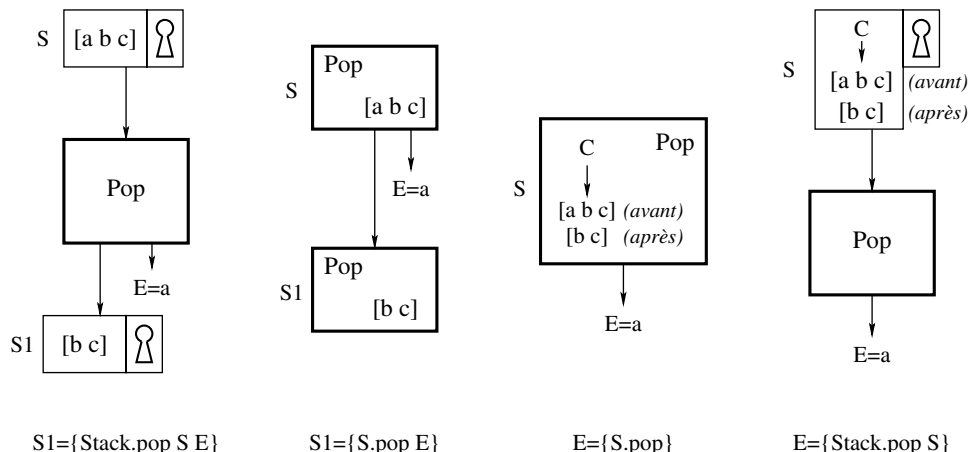 S [a b c]
Pop
E=a
S1 [b c]
S1={Stack.pop S E}
S
Pop
[a b c]
E=a
S1
Pop
[b c]
S1={S.pop E}
S
C
Pop
[a b c] (avant)
[b c] (après)
E=a
E={S.pop}
S
C
[a b c] (avant)
[b c] (après)
Pop
E=a
E={Stack.pop S}